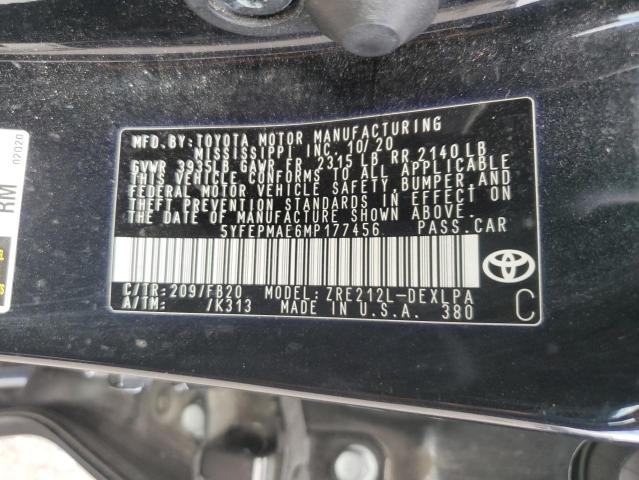 MFD. BY: TOYOTA MOTOR MANUFACTURING
MISSISSIPPI INC. 10/20
GVWR 3935LB GAWR FR 2315 LB RR 2140 LB
THIS VEHICLE CONFORMS TO ALL APPLICABLE
FEDERAL MOTOR VEHICLE SAFETY, BUMPER, AND
THEFT PREVENTION STANDARDS IN EFFECT ON
THE DATE OF MANUFACTURE SHOWN ABOVE.
5YFEPMAE6MP177456 PASS. CAR
C/TR: 209/FB20 MODEL: ZRE212L-DEXLPA
A/TM: /K313 MADE IN U.S.A. 380
C
02020
RM